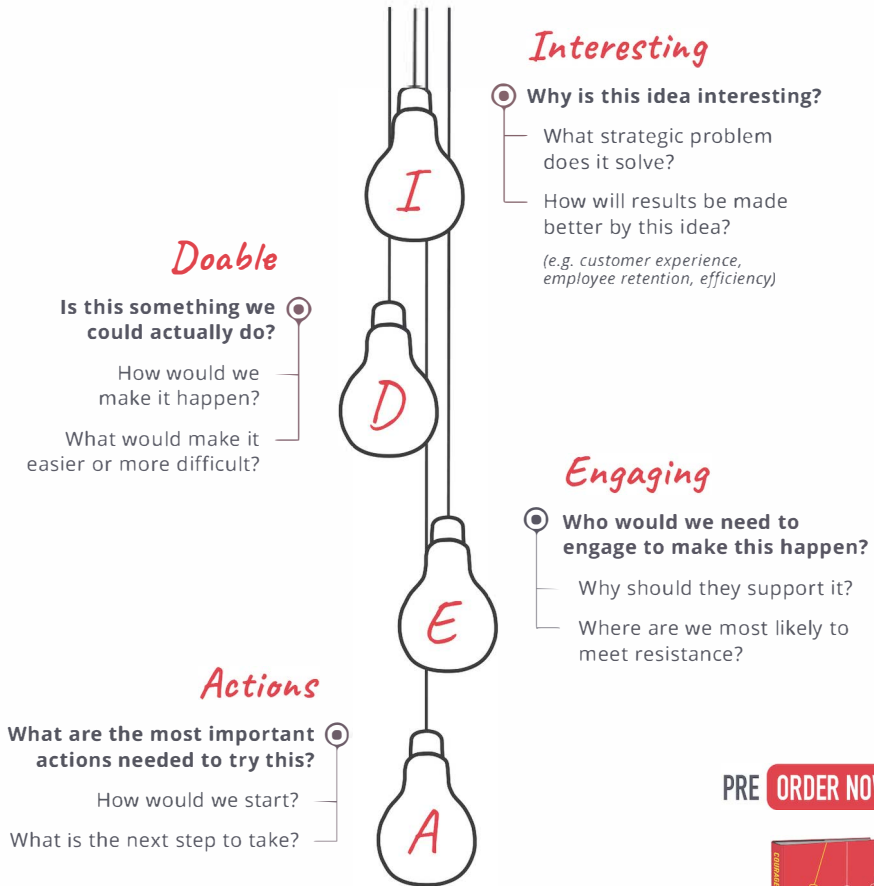 Interesting
Why is this idea interesting?
What strategic problem
does it solve?
How will results be made
better by this idea?
(e.g. customer experience,
employee retention, efficiency)
I
Doable
Is this something we
could actually do?
How would we
make it happen?
What would make it
easier or more difficult?
D
Engaging
Who would we need to
engage to make this happen?
Why should they support it?
Where are we most likely to
meet resistance?
E
Actions
What are the most important
actions needed to try this?
How would we start?
What is the next step to take?
A
PRE ORDER